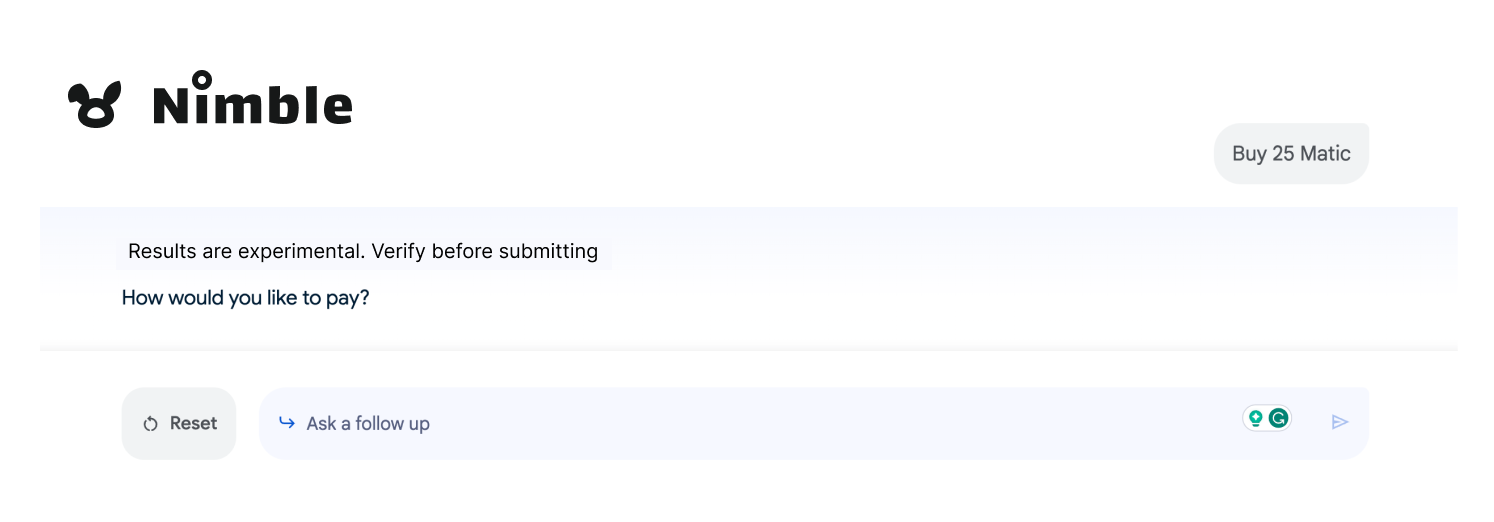 Nimble
Buy 25 Matic
Results are experimental. Verify before submitting
How would you like to pay?
Reset
Ask a follow up